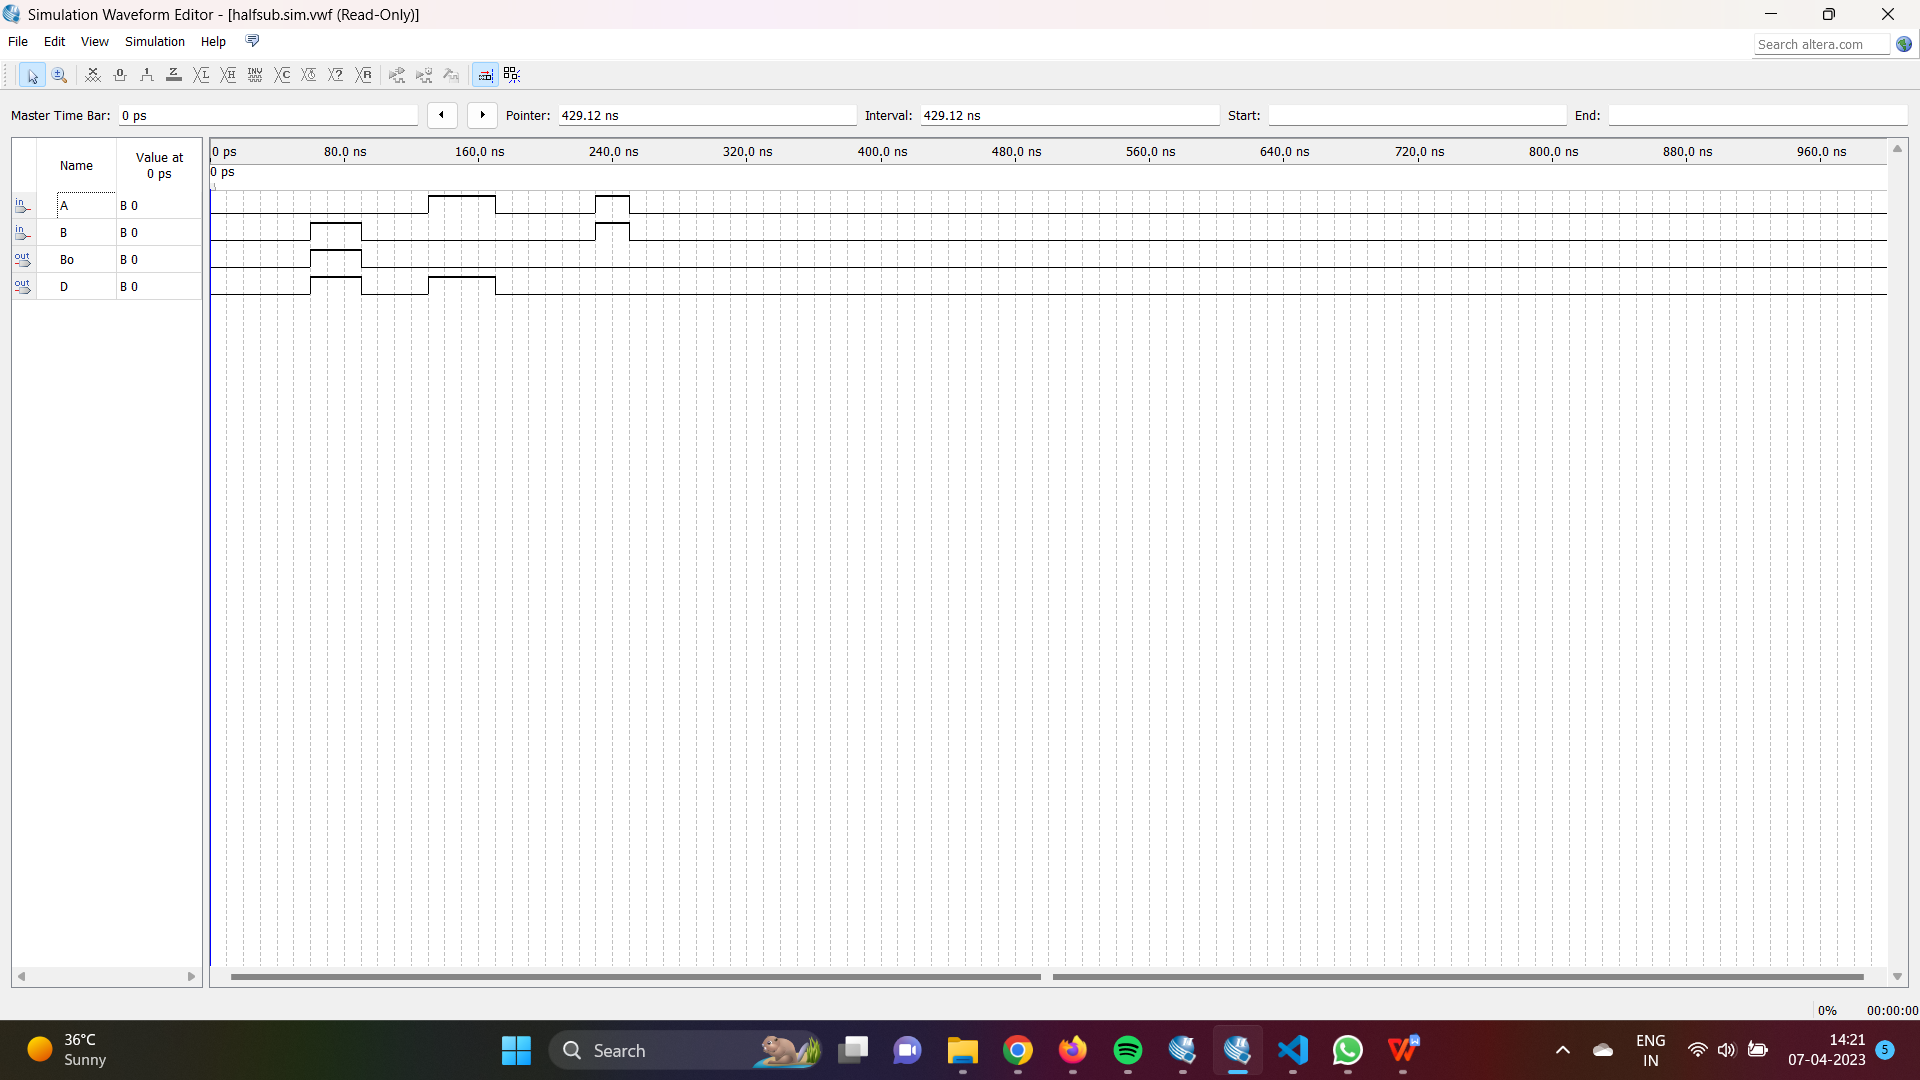 Simulation Waveform Editor - [halfsub.sim.vwf (Read-Only)]
File Edit View Simulation Help
Search altera.com
Master Time Bar: 0 ps Pointer: 429.12 ns Interval: 429.12 ns Start: End:
Name Value at 0 ps
0 ps 80.0 ns 160.0 ns 240.0 ns 320.0 ns 400.0 ns 480.0 ns 560.0 ns 640.0 ns 720.0 ns 800.0 ns 880.0 ns 960.0 ns
0 ps
in A B 0
in B B 0
out Bo B 0
out D B 0
0% 00:00:00
36°C
Sunny
Search
ENG
IN
14:21
07-04-2023
5